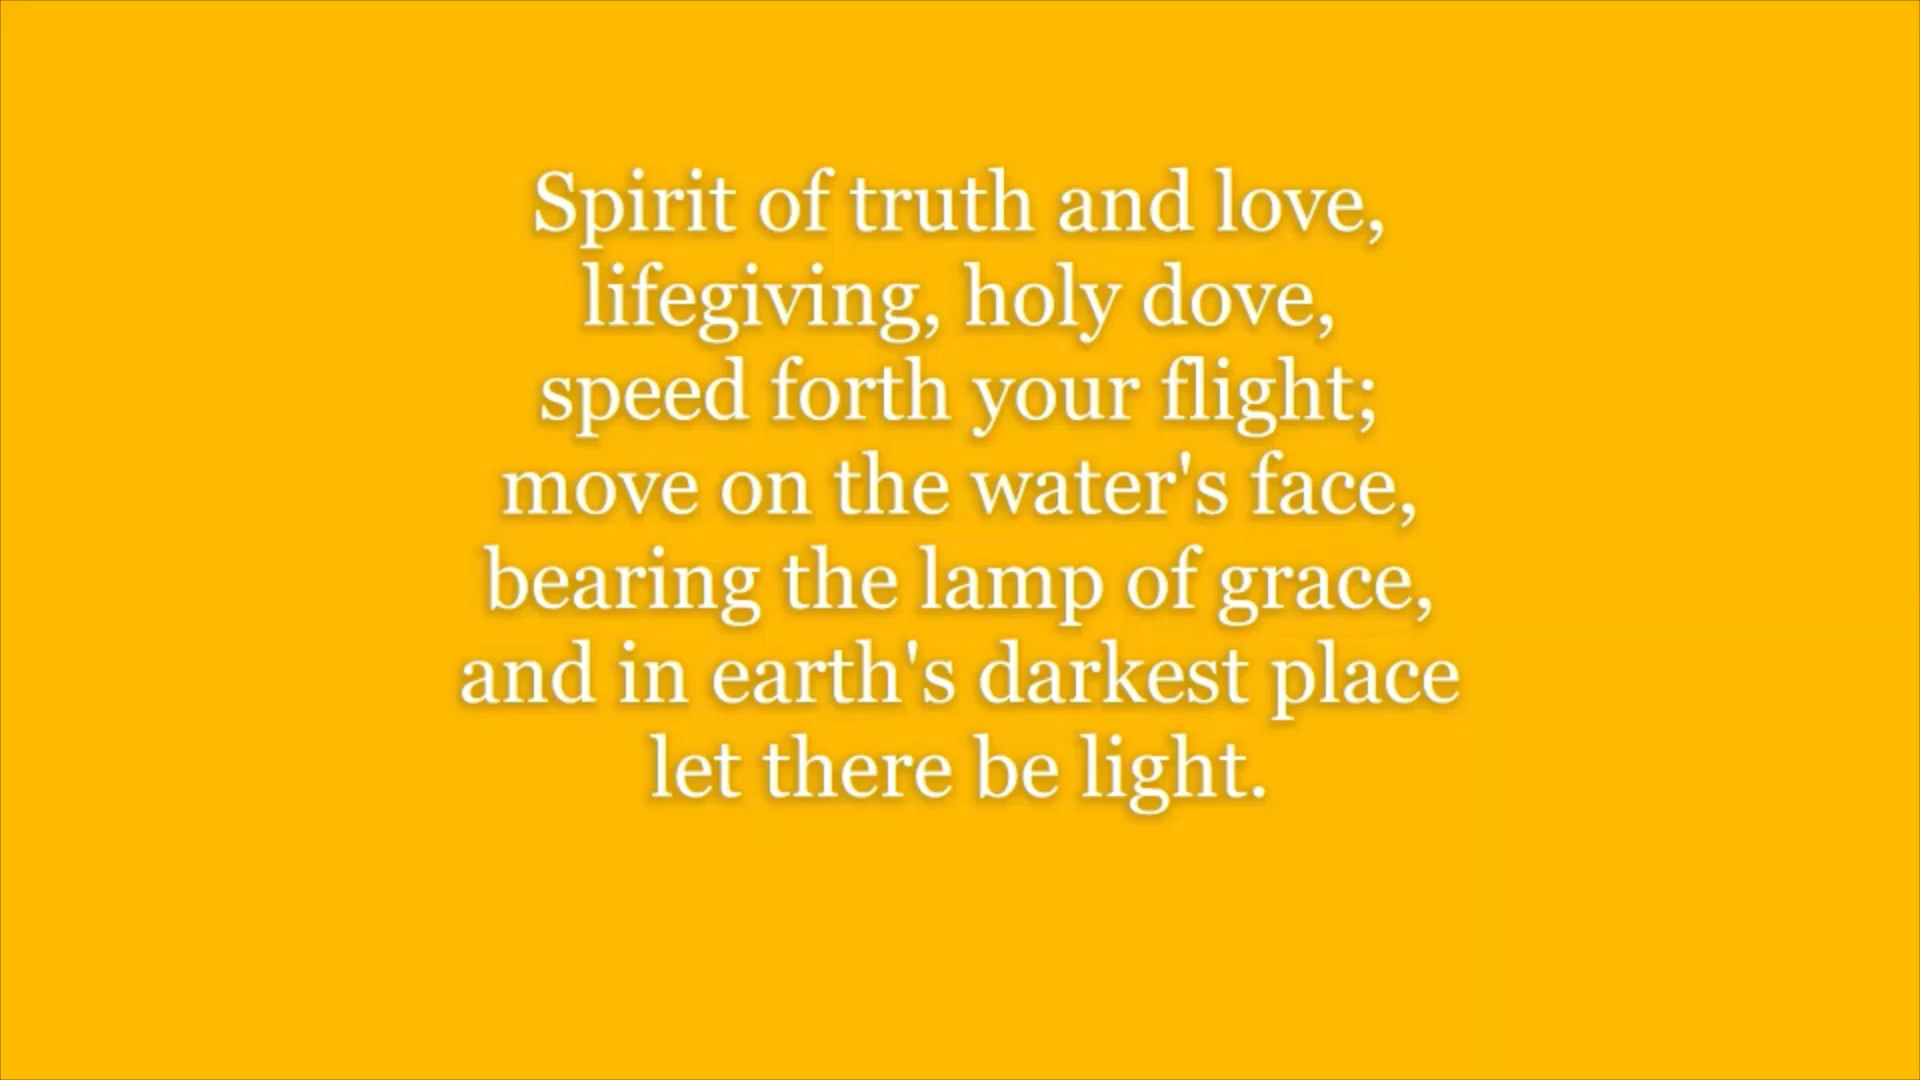 Spirit of truth and love,
lifegiving, holy dove,
speed forth your flight;
move on the water's face,
bearing the lamp of grace,
and in earth's darkest place
let there be light.